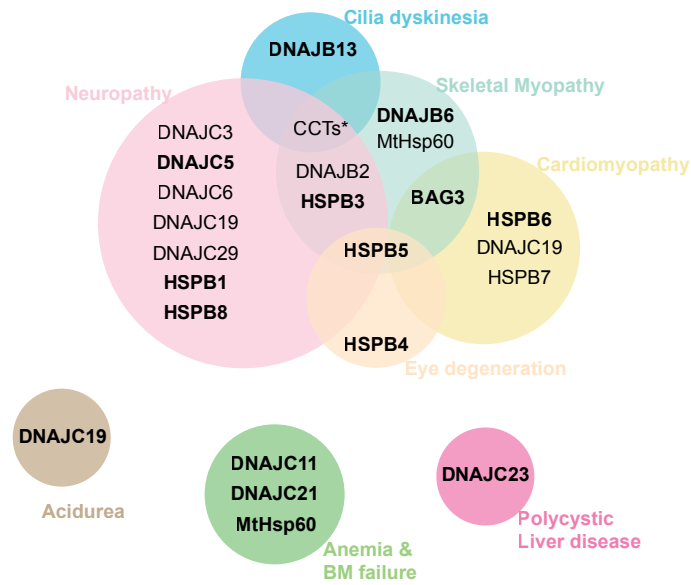 Cilia dyskinesia
DNAJB13
Neuropathy
Skeletal Myopathy
DNAJB6
CCTs*
MtHsp60
DNAJC3
DNAJC5
DNAJC6
DNAJC19
DNAJC29
HSPB1
HSPB8
DNAJB2
HSPB3
BAG3
Cardiomyopathy
HSPB6
DNAJC19
HSPB7
HSPB5
HSPB4
Eye degeneration
DNAJC19
Acidurea
DNAJC11
DNAJC21
MtHsp60
Anemia &
BM failure
DNAJC23
Polycystic
Liver disease